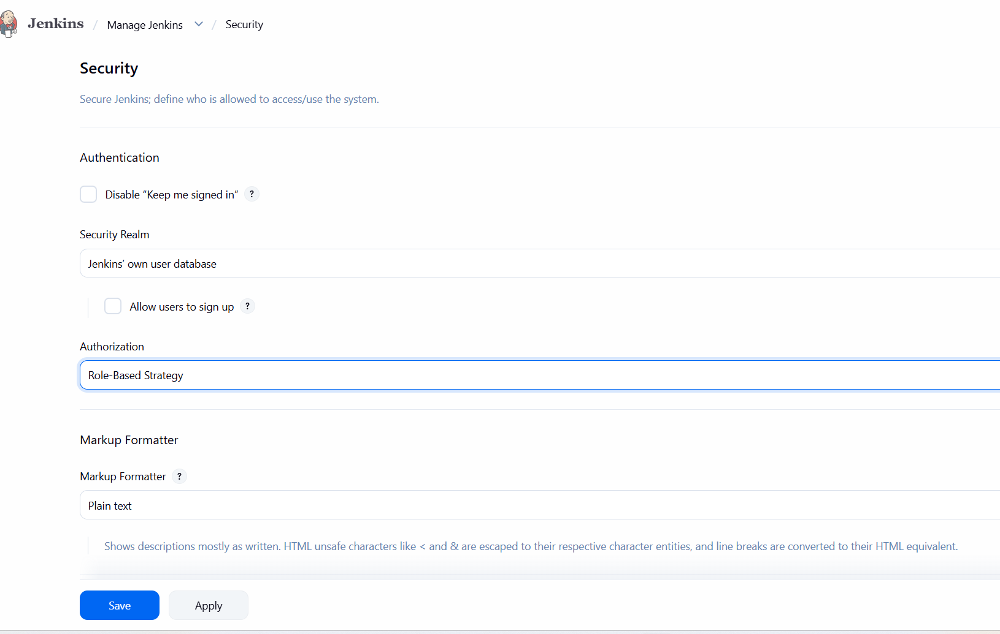 Jenkins / Manage Jenkins / Security
Security
Secure Jenkins; define who is allowed to access/use the system.
Authentication
Disable “Keep me signed in” ?
Security Realm
Jenkins’ own user database
Allow users to sign up ?
Authorization
Role-Based Strategy
Markup Formatter
Markup Formatter ?
Plain text
Shows descriptions mostly as written. HTML unsafe characters like < and & are escaped to their respective character entities, and line breaks are converted to their HTML equivalent.
Save Apply